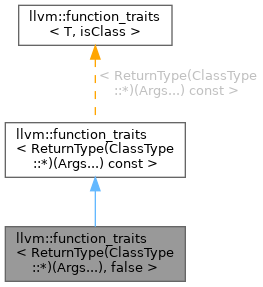 llvm::function_traits
< T, isClass >
< ReturnType(ClassType
::*)(Args...) const >
llvm::function_traits
< ReturnType(ClassType
::*)(Args...) const >
llvm::function_traits
< ReturnType(ClassType
::*)(Args...), false >